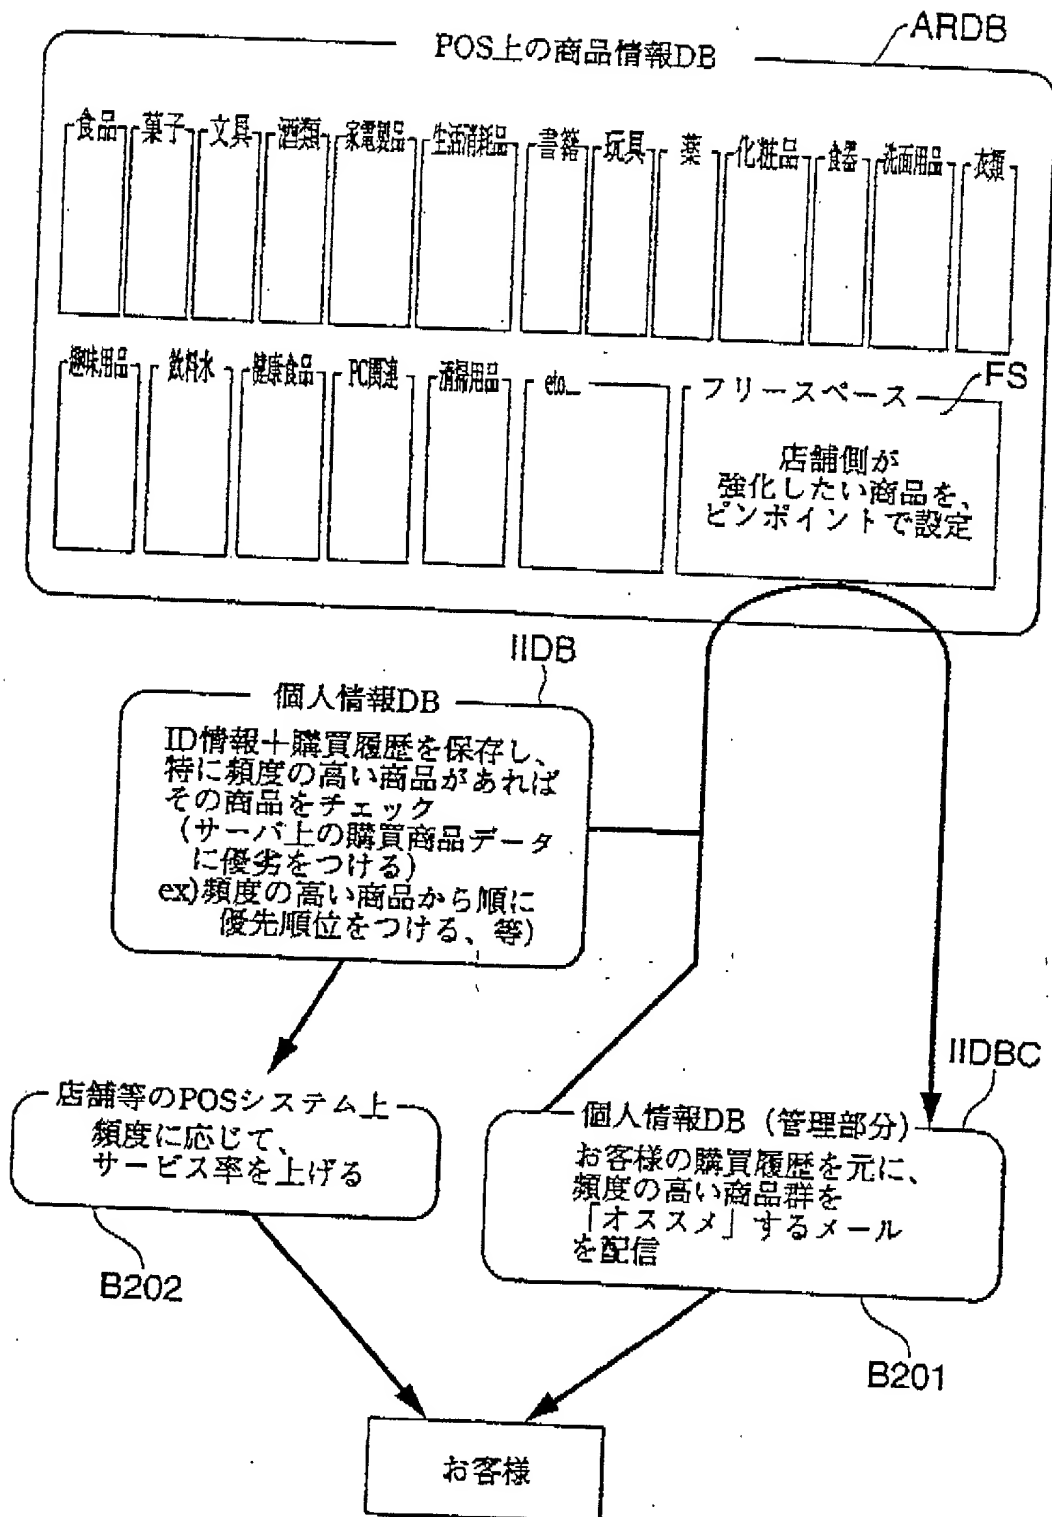 ARDB
POS上の商品情報DB
食品
菓子
文具
酒類
家電製品
生活消耗品
書籍
玩具
薬
化粧品
食器
洗面用品
衣類
趣味用品
飲料水
健康食品
PC関連
清掃用品
etc...
フリースペース
FS
店舗側が
強化したい商品を、
ピンポイントで設定
IIDB
個人情報DB
ID情報+購買履歴を保存し、
特に頻度の高い商品があれば
その商品をチェック
(サーバ上の購買商品データ
に優劣をつける)
ex)頻度の高い商品から順に
優先順位をつける、等)
IIDBC
店舗等のPOSシステム上
頻度に応じて、
サービス率を上げる
B202
個人情報DB(管理部分)
お客様の購買履歴を元に、
頻度の高い商品群を
「オススメ」するメール
を配信
B201
お客様